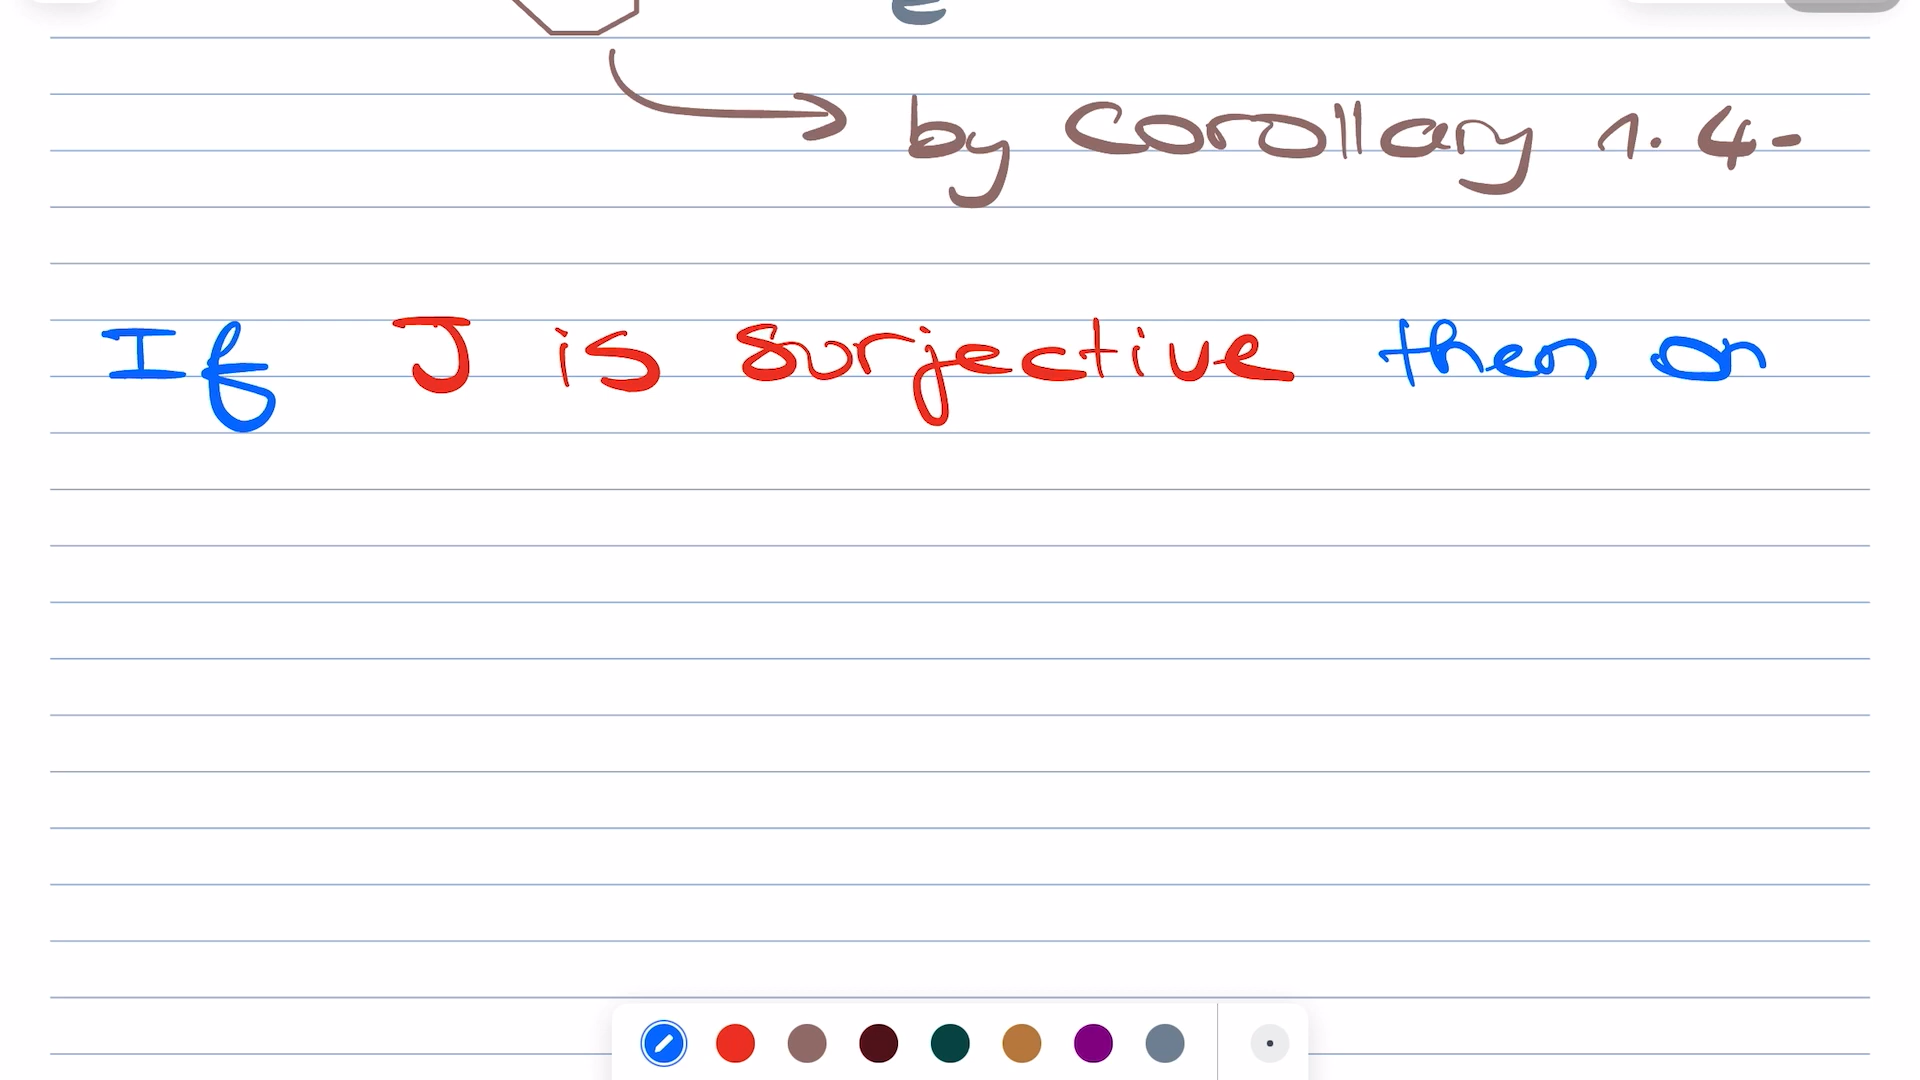 by Corollary 1.4.
If J is surjective then on